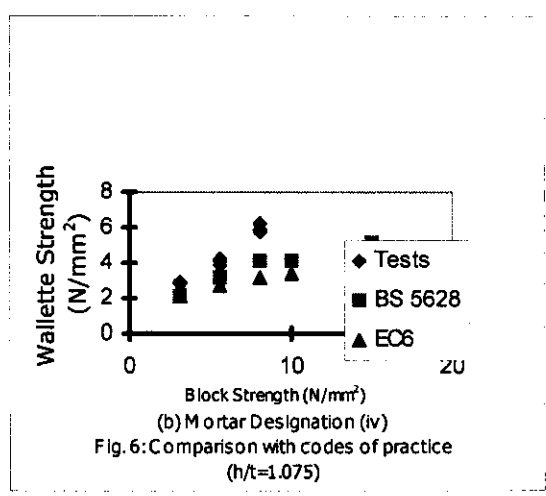 Wallette Strength
(N/mm²)
8
6
4
2
0
0
10
20
Tests
BS 5628
EC6
Block Strength (N/mm²)
(b) Mortar Designation (iv)
Fig. 6: Comparison with codes of practice
(h/t=1.075)